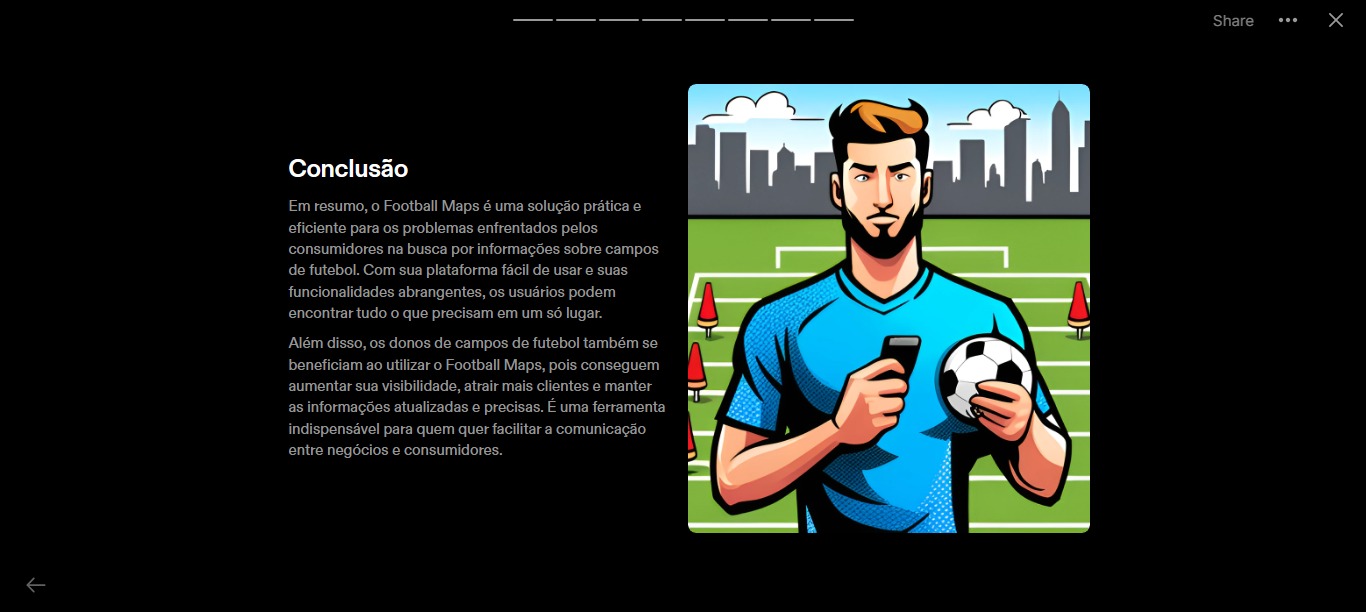 Share
Conclusão
Em resumo, o Football Maps é uma solução prática e
eficiente para os problemas enfrentados pelos
consumidores na busca por informações sobre campos
de futebol. Com sua plataforma fácil de usar e suas
funcionalidades abrangentes, os usuários podem
encontrar tudo o que precisam em um só lugar.
Além disso, os donos de campos de futebol também se
beneficiam ao utilizar o Football Maps, pois conseguem
aumentar sua visibilidade, atrair mais clientes e manter
as informações atualizadas e precisas. É uma ferramenta
indispensável para quem quer facilitar a comunicação
entre negócios e consumidores.